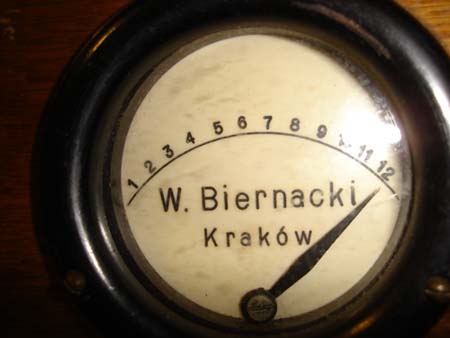 1 2 3 4 5 6 7 8 9 11 12
W. Biernacki
Kraków